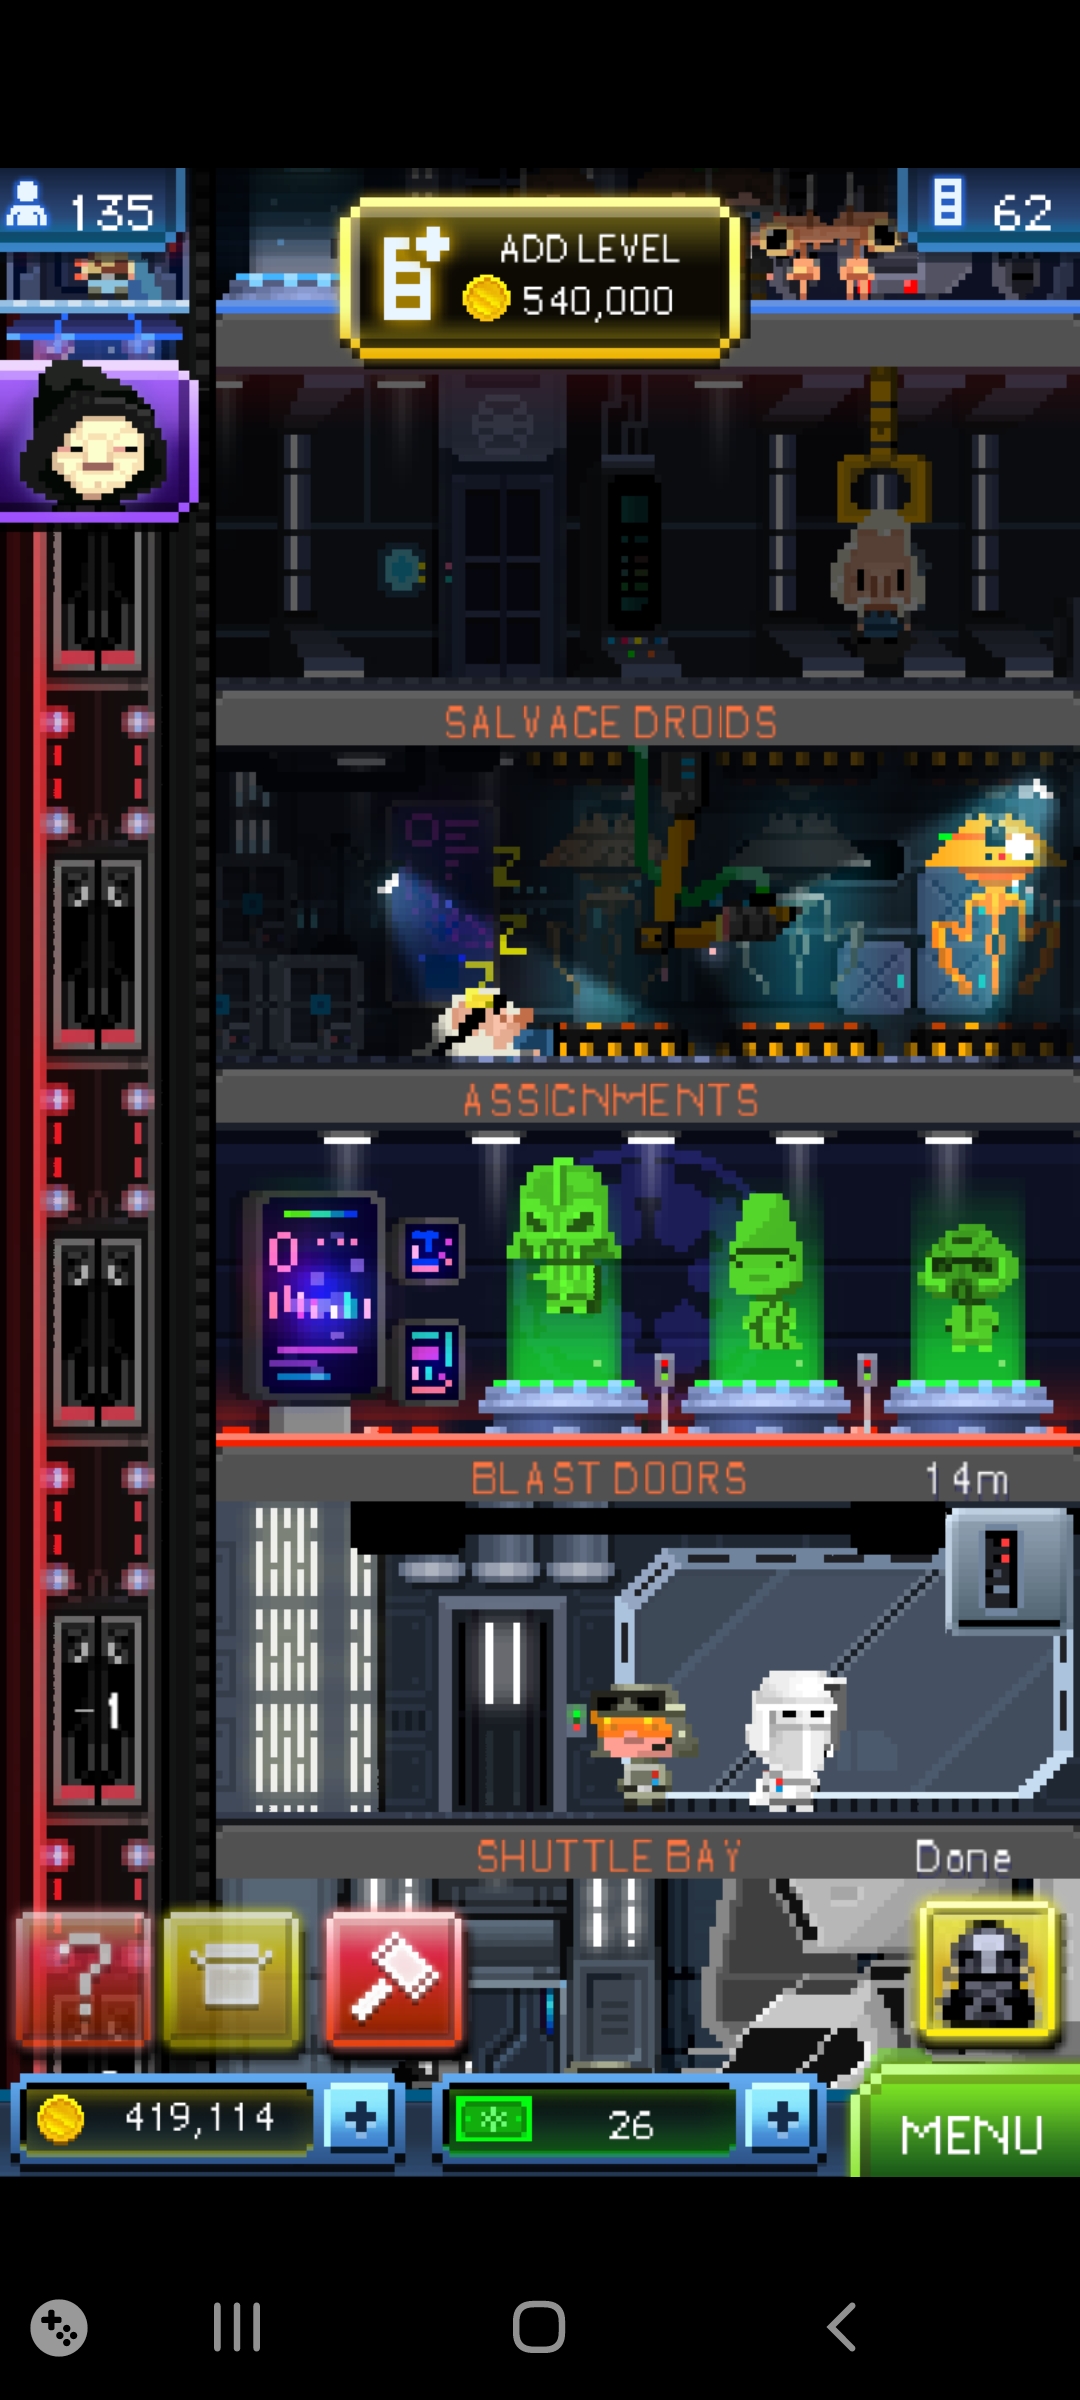 135
ADD LEVEL
540,000
62
SALVAGE DROIDS
Z
Z
Z
ASSIGNMENTS
BLAST DOORS 14m
-1
SHUTTLE BAY Done
?
419,114 +
26 +
MENU